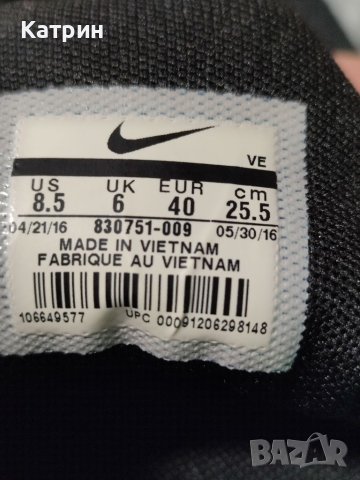 Катрин
VE
US UK EUR cm
8.5 6 40 25.5
04/21/16 830751-009 05/30/16
MADE IN VIETNAM
FABRIQUE AU VIETNAM
106649577 UPC 00091206298148
BAZAR